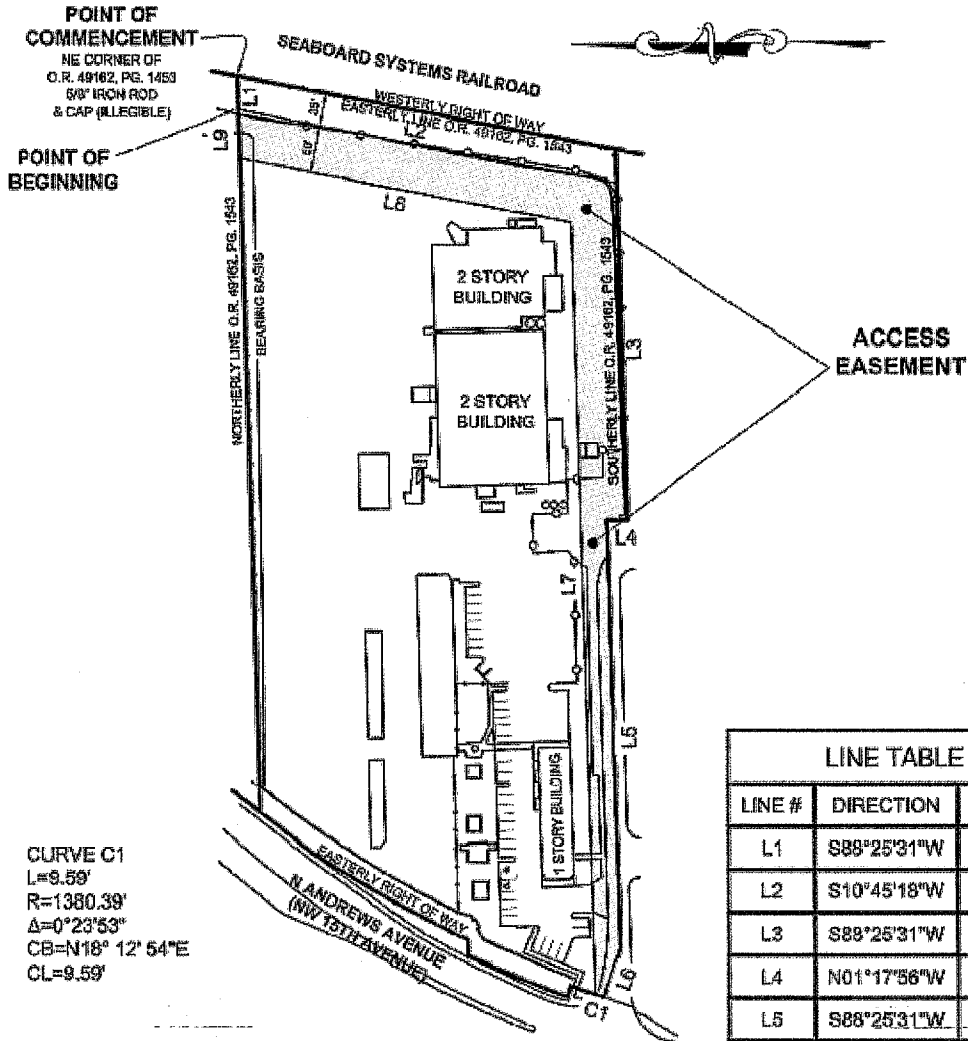 POINT OF
COMMENCEMENT
NE CORNER OF
O.R. 49162, PG. 1453
5/8" IRON ROD
& CAP (ILLEGIBLE)
SEABOARD SYSTEMS RAILROAD
WESTERLY RIGHT OF WAY
EASTERLY LINE O.R. 49162, PG. 1543
L1
L2
35'
50'
L9
POINT OF
BEGINNING
L8
NORTHERLY LINE O.R. 49162, PG. 1543
BEARING BASIS
2 STORY
BUILDING
2 STORY
BUILDING
SOUTHERLY LINE O.R. 49162, PG. 1543
L3
ACCESS
EASEMENT
L4
L7
L5
1 STORY BUILDING
EASTERLY RIGHT OF WAY
N ANDREWS AVENUE
(NW 15TH AVENUE)
C1
L6
CURVE C1
L=9.59'
R=1380.39'
Δ=0°23'53"
CB=N18° 12' 54"E
CL=9.59'
LINE TABLE
LINE # DIRECTION
L1 S88°25'31"W
L2 S10°45'18"W
L3 S88°25'31"W
L4 N01°17'56"W
L5 S88°25'31"W